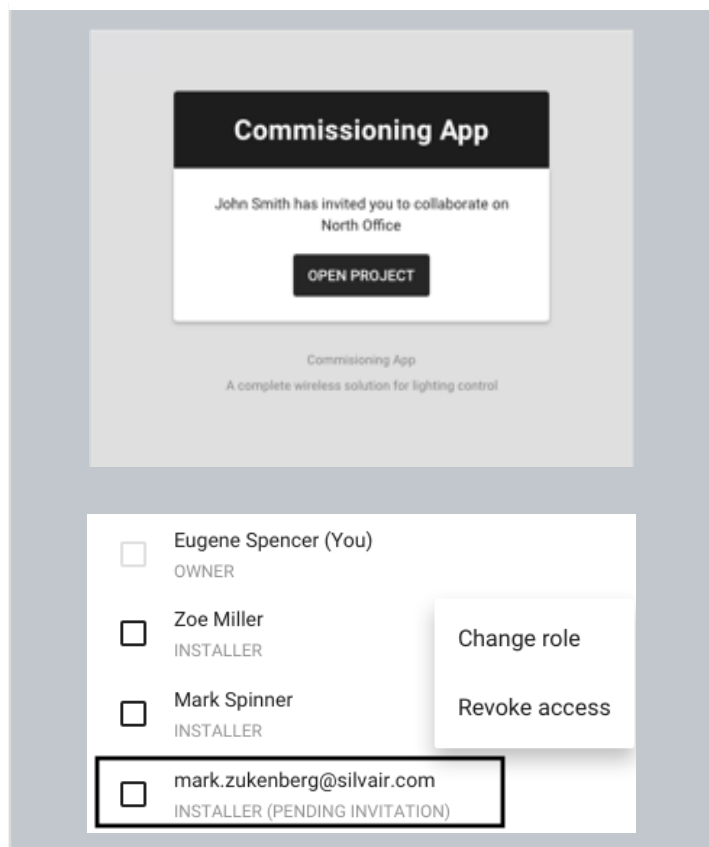 Commissioning App
John Smith has invited you to collaborate on
North Office
OPEN PROJECT
Commisioning App
A complete wireless solution for lighting control
Eugene Spencer (You)
OWNER
Zoe Miller
INSTALLER
Change role
Mark Spinner
INSTALLER
Revoke access
mark.zukenberg@silvair.com
INSTALLER (PENDING INVITATION)